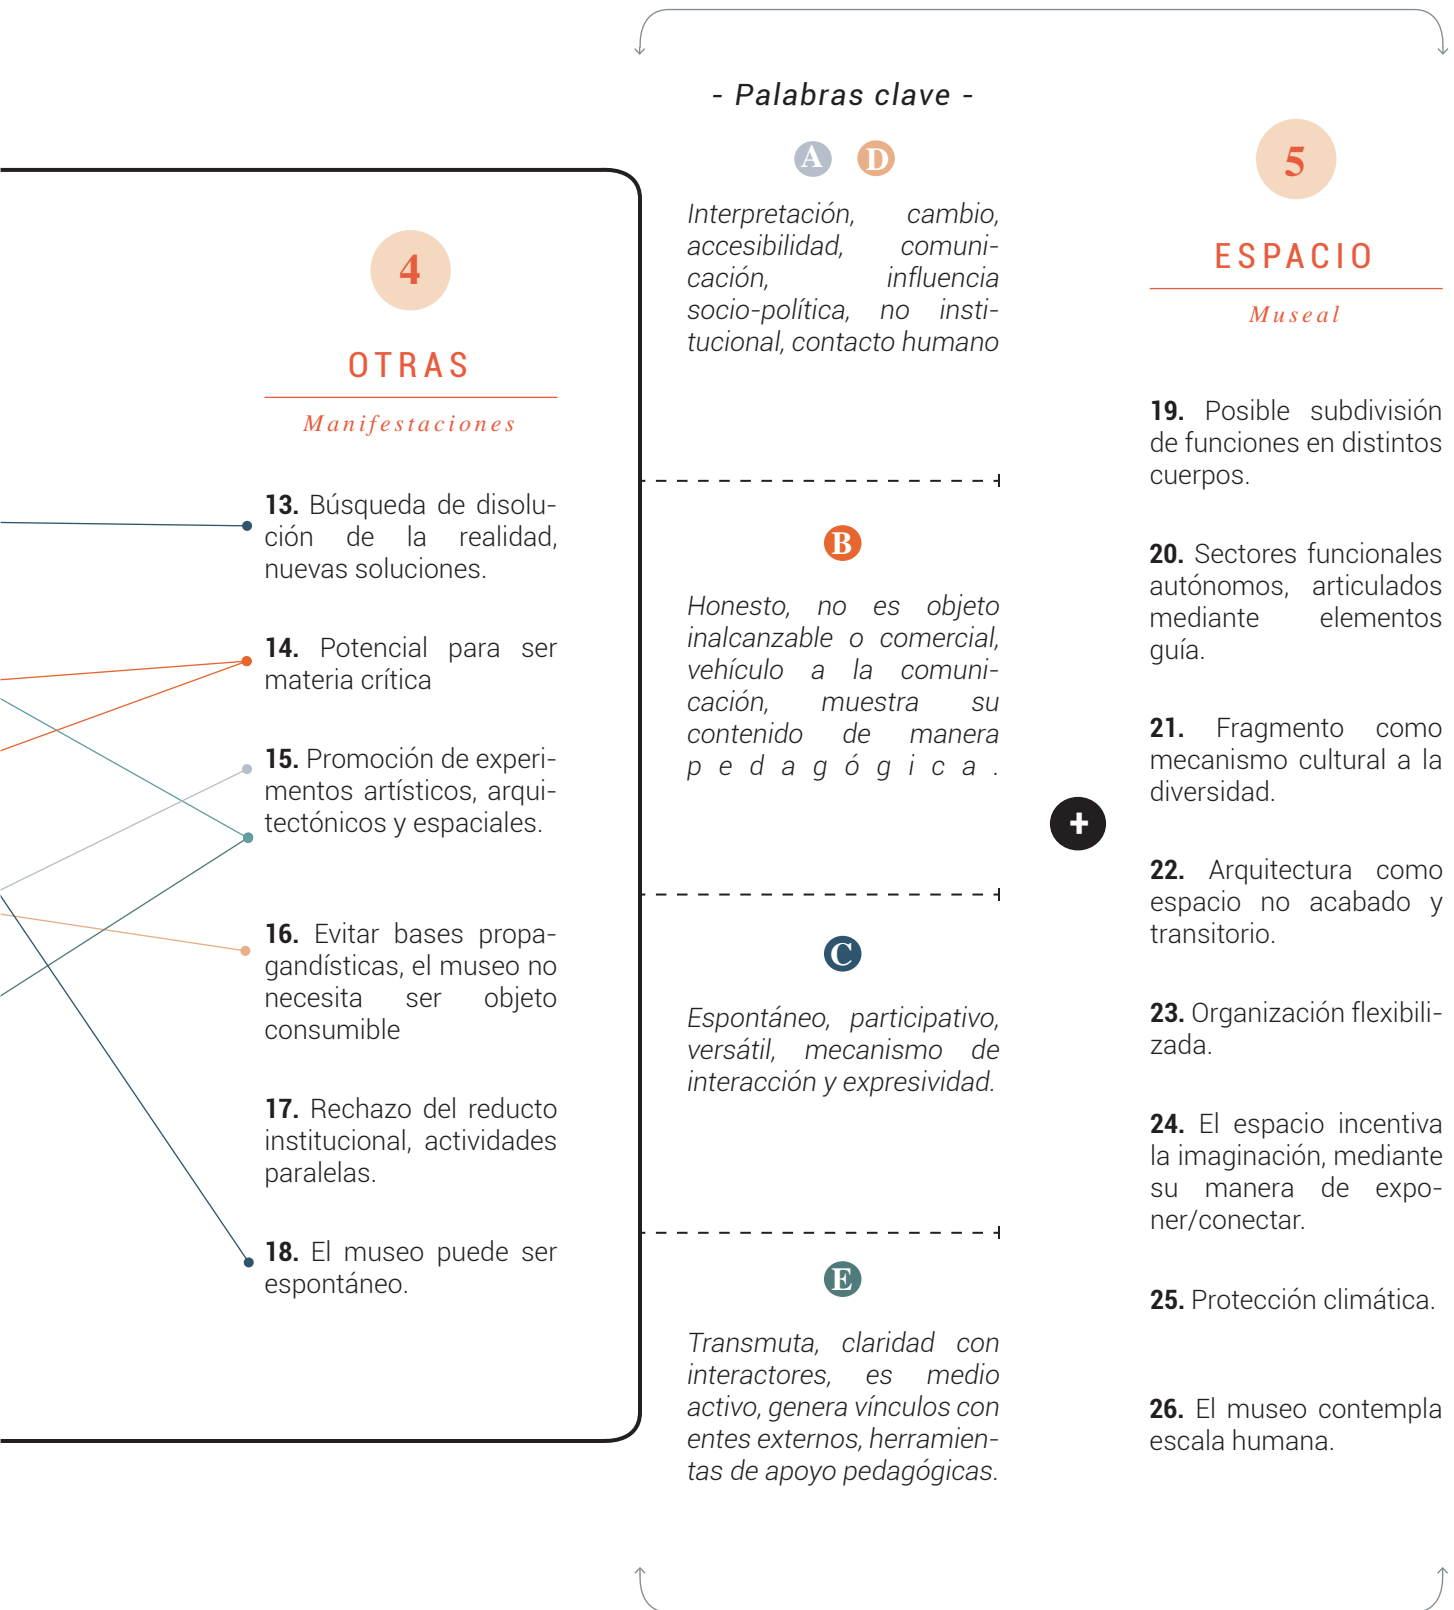 4
OTRAS
Manifestaciones
13. Búsqueda de disolu-
ción de la realidad,
nuevas soluciones.
14. Potencial para ser
materia crítica
15. Promoción de experi-
mentos artísticos, arqui-
tectónicos y espaciales.
16. Evitar bases propa-
gandísticas, el museo no
necesita ser objeto
consumible
17. Rechazo del reducto
institucional, actividades
paralelas.
18. El museo puede ser
espontáneo.
- Palabras clave -
A D
Interpretación, cambio,
accesibilidad, comuni-
cación, influencia
socio-política, no insti-
tucional, contacto humano
B
Honesto, no es objeto
inalcanzable o comercial,
vehículo a la comuni-
cación, muestra su
contenido de manera
pedagógica.
C
Espontáneo, participativo,
versátil, mecanismo de
interacción y expresividad.
E
Transmuta, claridad con
interactores, es medio
activo, genera vínculos con
entes externos, herramien-
tas de apoyo pedagógicas.
+
5
ESPACIO
Museal
19. Posible subdivisión
de funciones en distintos
cuerpos.
20. Sectores funcionales
autónomos, articulados
mediante elementos
guía.
21. Fragmento como
mecanismo cultural a la
diversidad.
22. Arquitectura como
espacio no acabado y
transitorio.
23. Organización flexibili-
zada.
24. El espacio incentiva
la imaginación, mediante
su manera de expo-
ner/conectar.
25. Protección climática.
26. El museo contempla
escala humana.